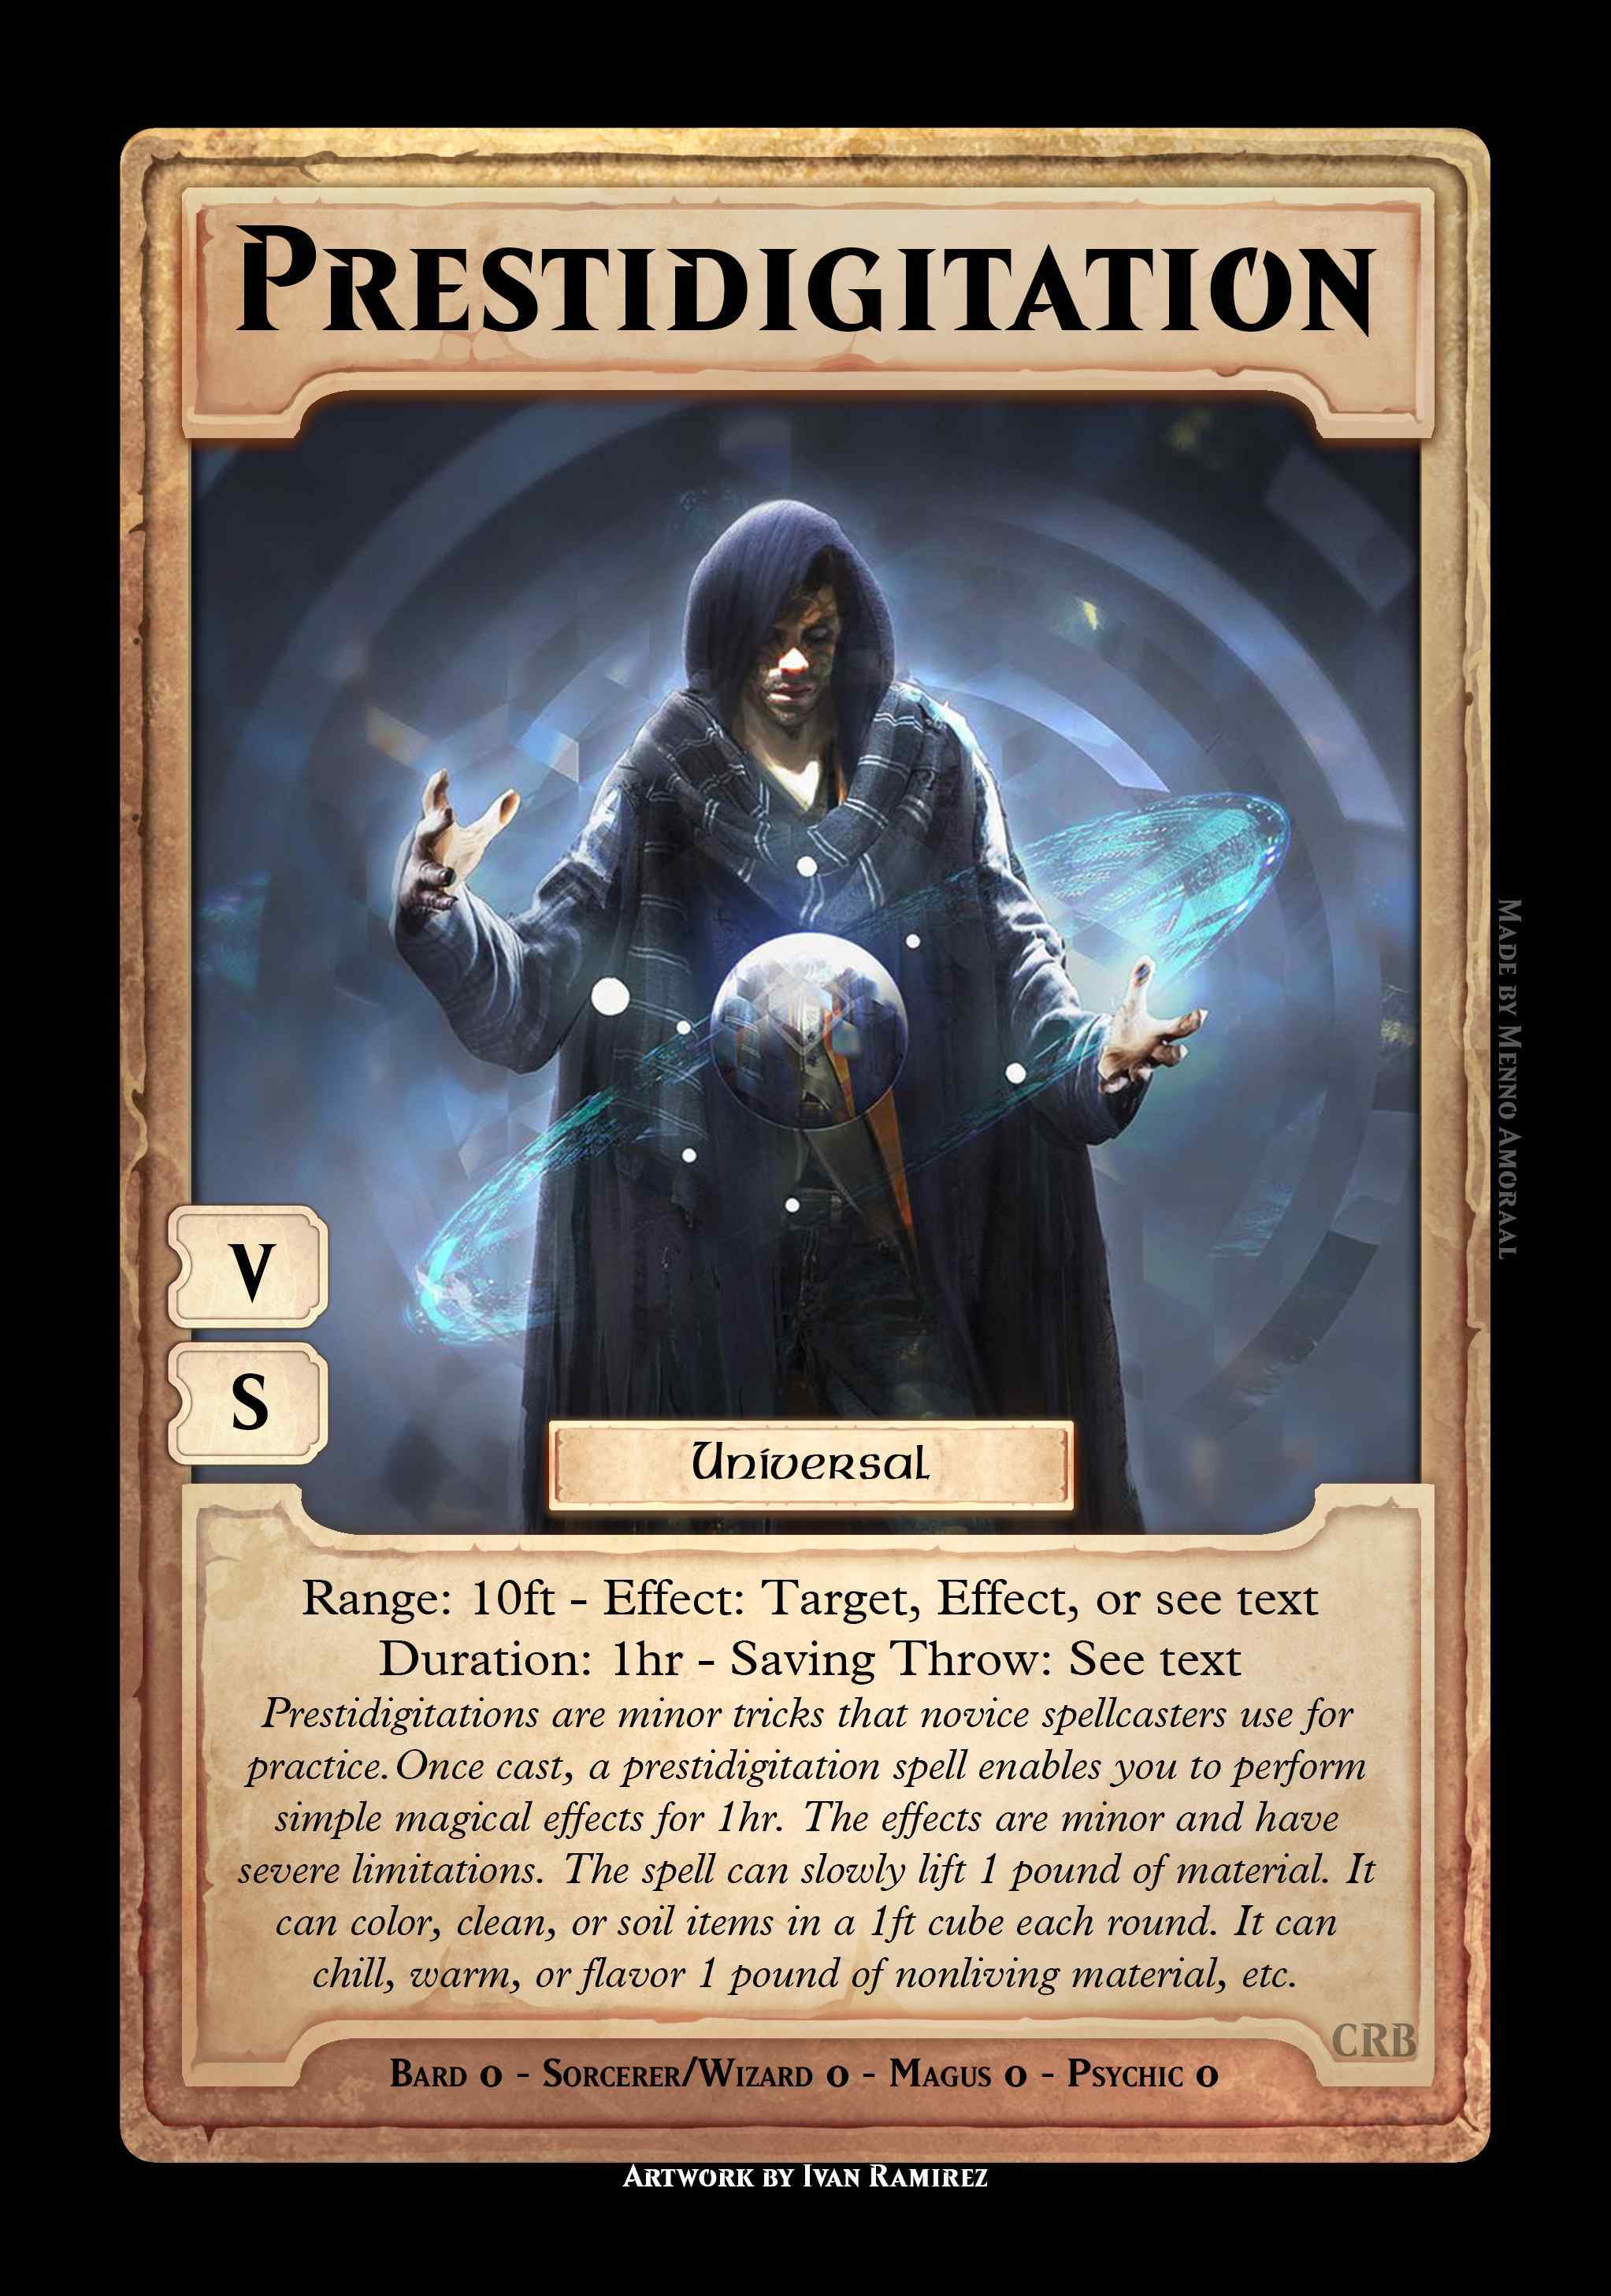 Prestidigitation
V
S
Universal
Range: 10ft - Effect: Target, Effect, or see text
Duration: 1hr - Saving Throw: See text
Prestidigitations are minor tricks that novice spellcasters use for
practice. Once cast, a prestidigitation spell enables you to perform
simple magical effects for 1hr. The effects are minor and have
severe limitations. The spell can slowly lift 1 pound of material. It
can color, clean, or soil items in a 1ft cube each round. It can
chill, warm, or flavor 1 pound of nonliving material, etc.
CRB
Bard 0 - Sorcerer/Wizard 0 - Magus 0 - Psychic 0
Artwork by Ivan Ramirez
Made by Menno Amoraal